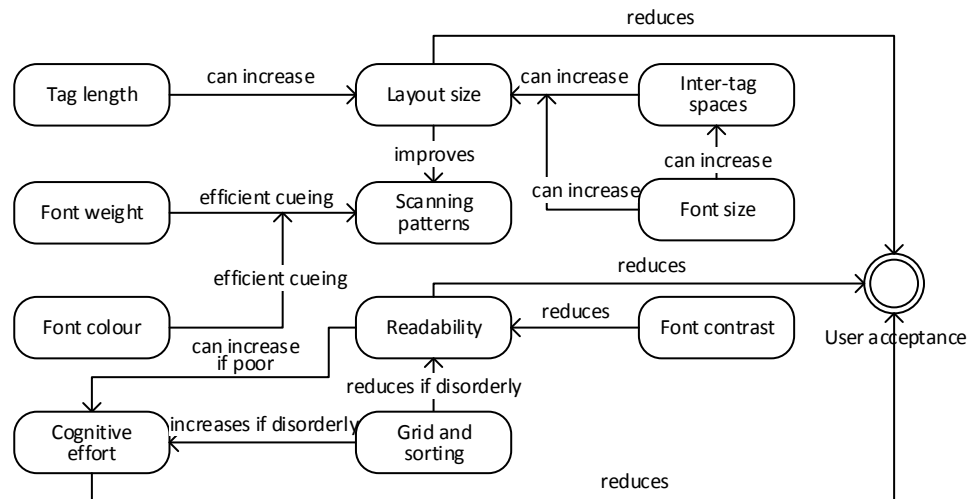 reduces
Tag length
can increase
Layout size
can increase
Inter-tag
spaces
improves
can increase
Font weight
efficient cueing
Scanning
patterns
can increase
Font size
efficient cueing
reduces
Font colour
Readability
reduces
Font contrast
User acceptance
can increase
if poor
reduces if disorderly
Cognitive
effort
increases if disorderly
Grid and
sorting
reduces